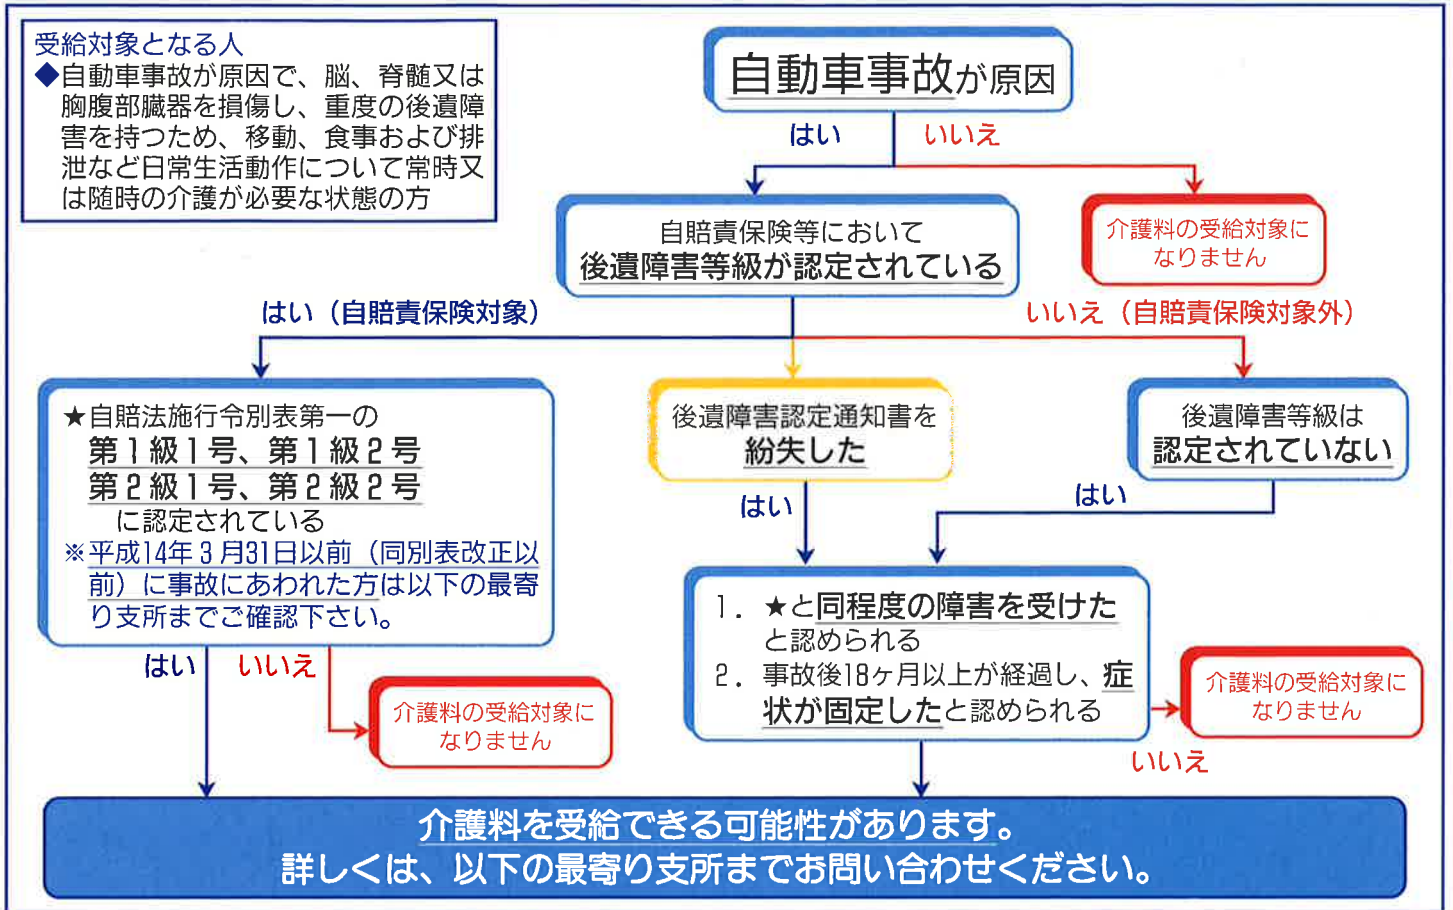 受給対象となる人
◆自動車事故が原因で、脳、脊髄又は
胸腹部臓器を損傷し、重度の後遺障
害を持つため、移動、食事および排
泄など日常生活動作について常時又
は随時の介護が必要な状態の方
自動車事故が原因
はい
いいえ
自賠責保険等において
後遺障害等級が認定されている
介護料の受給対象に
なりません
はい（自賠責保険対象）
いいえ（自賠責保険対象外）
★自賠法施行令別表第一の
第1級1号、第1級2号
第2級1号、第2級2号
に認定されている
※平成14年3月31日以前（同別表改正以
前）に事故にあわれた方は以下の最寄
り支所までご確認下さい。
後遺障害認定通知書を
紛失した
後遺障害等級は
認定されていない
はい
はい
1．★と同程度の障害を受けた
と認められる
2．事故後18ヶ月以上が経過し、症
状が固定したと認められる
はい
いいえ
介護料の受給対象に
なりません
介護料の受給対象に
なりません
いいえ
介護料を受給できる可能性があります。
詳しくは、以下の最寄り支所までお問い合わせください。